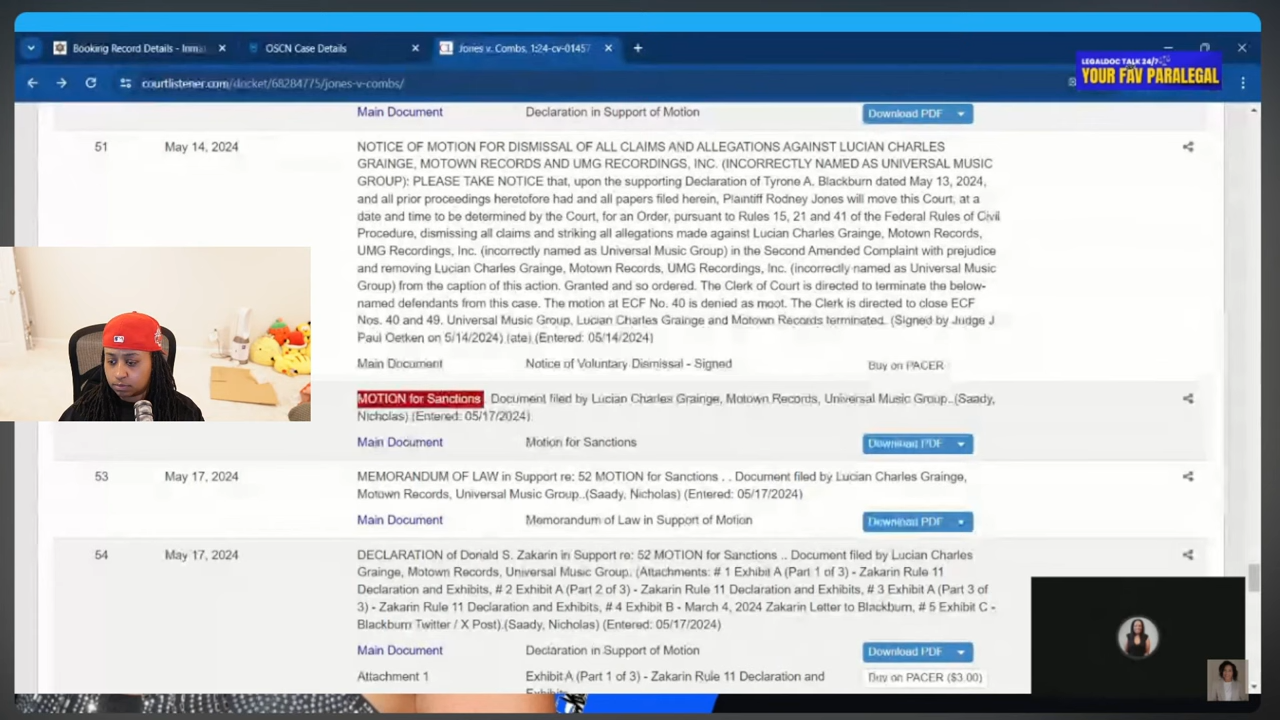 Booking Record Details - Inma
OSCN Case Details
Jones v. Combs, 1:24-cv-01457
LEGALDOC TALK 24/7
YOUR FAV PARALEGAL
courtlistener.com/docket/68284775/jones-v-combs/
Main Document Declaration in Support of Motion Download PDF
51 May 14, 2024 NOTICE OF MOTION FOR DISMISSAL OF ALL CLAIMS AND ALLEGATIONS AGAINST LUCIAN CHARLES
GRAINGE, MOTOWN RECORDS AND UMG RECORDINGS, INC. (INCORRECTLY NAMED AS UNIVERSAL MUSIC
GROUP): PLEASE TAKE NOTICE that, upon the supporting Declaration of Tyrone A. Blackburn dated May 13, 2024,
and all prior proceedings heretofore had and all papers filed herein, Plaintiff Rodney Jones will move this Court, at a
date and time to be determined by the Court, for an Order, pursuant to Rules 15, 21 and 41 of the Federal Rules of Civil
Procedure, dismissing all claims and striking all allegations made against Lucian Charles Grainge, Motown Records,
UMG Recordings, Inc. (incorrectly named as Universal Music Group) in the Second Amended Complaint with prejudice
and removing Lucian Charles Grainge, Motown Records, UMG Recordings, Inc. (incorrectly named as Universal Music
Group) from the caption of this action. Granted and so ordered. The Clerk of Court is directed to terminate the below-
named defendants from this case. The motion at ECF No. 40 is denied as moot. The Clerk is directed to close ECF
Nos. 40 and 49. Universal Music Group, Lucian Charles Grainge and Motown Records terminated. (Signed by Judge J
Paul Oetken on 5/14/2024) (ate) (Entered: 05/14/2024)
Main Document Notice of Voluntary Dismissal - Signed Buy on PACER
MOTION for Sanctions . Document filed by Lucian Charles Grainge, Motown Records, Universal Music Group..(Saady,
Nicholas) (Entered: 05/17/2024)
Main Document Motion for Sanctions Download PDF
53 May 17, 2024 MEMORANDUM OF LAW in Support re: 52 MOTION for Sanctions . . Document filed by Lucian Charles Grainge,
Motown Records, Universal Music Group..(Saady, Nicholas) (Entered: 05/17/2024)
Main Document Memorandum of Law in Support of Motion Download PDF
54 May 17, 2024 DECLARATION of Donald S. Zakarin in Support re: 52 MOTION for Sanctions .. Document filed by Lucian Charles
Grainge, Motown Records, Universal Music Group. (Attachments: # 1 Exhibit A (Part 1 of 3) - Zakarin Rule 11
Declaration and Exhibits, # 2 Exhibit A (Part 2 of 3) - Zakarin Rule 11 Declaration and Exhibits, # 3 Exhibit A (Part 3 of
3) - Zakarin Rule 11 Declaration and Exhibits, # 4 Exhibit B - March 4, 2024 Zakarin Letter to Blackburn, # 5 Exhibit C -
Blackburn Twitter / X Post).(Saady, Nicholas) (Entered: 05/17/2024)
Main Document Declaration in Support of Motion Download PDF
Attachment 1 Exhibit A (Part 1 of 3) - Zakarin Rule 11 Declaration and Buy on PACER ($3.00)
Exhibits